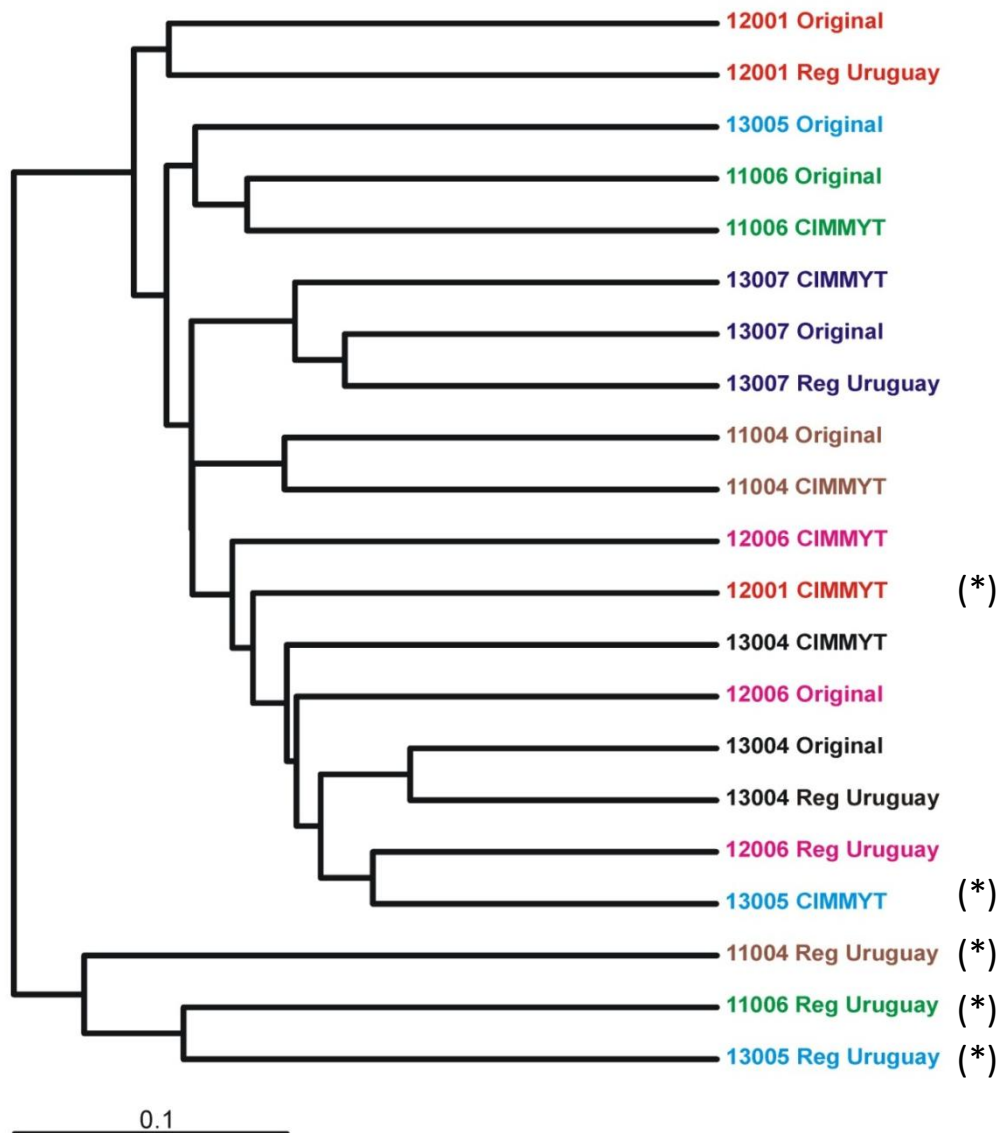 12001 Original
12001 Reg Uruguay
13005 Original
11006 Original
11006 CIMMYT
13007 CIMMYT
13007 Original
13007 Reg Uruguay
11004 Original
11004 CIMMYT
12006 CIMMYT
12001 CIMMYT (*)
13004 CIMMYT
12006 Original
13004 Original
13004 Reg Uruguay
12006 Reg Uruguay
13005 CIMMYT (*)
11004 Reg Uruguay (*)
11006 Reg Uruguay (*)
13005 Reg Uruguay (*)
0.1